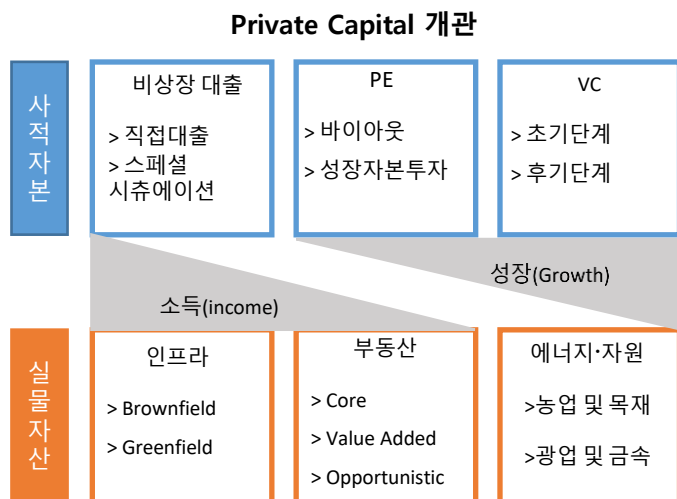 Private Capital 개관
사적자본
비상장 대출
> 직접대출
> 스페셜
시츄에이션
PE
> 바이아웃
> 성장자본투자
VC
> 초기단계
> 후기단계
성장(Growth)
소득(income)
실물자산
인프라
> Brownfield
> Greenfield
부동산
> Core
> Value Added
> Opportunistic
에너지·자원
>농업 및 목재
>광업 및 금속